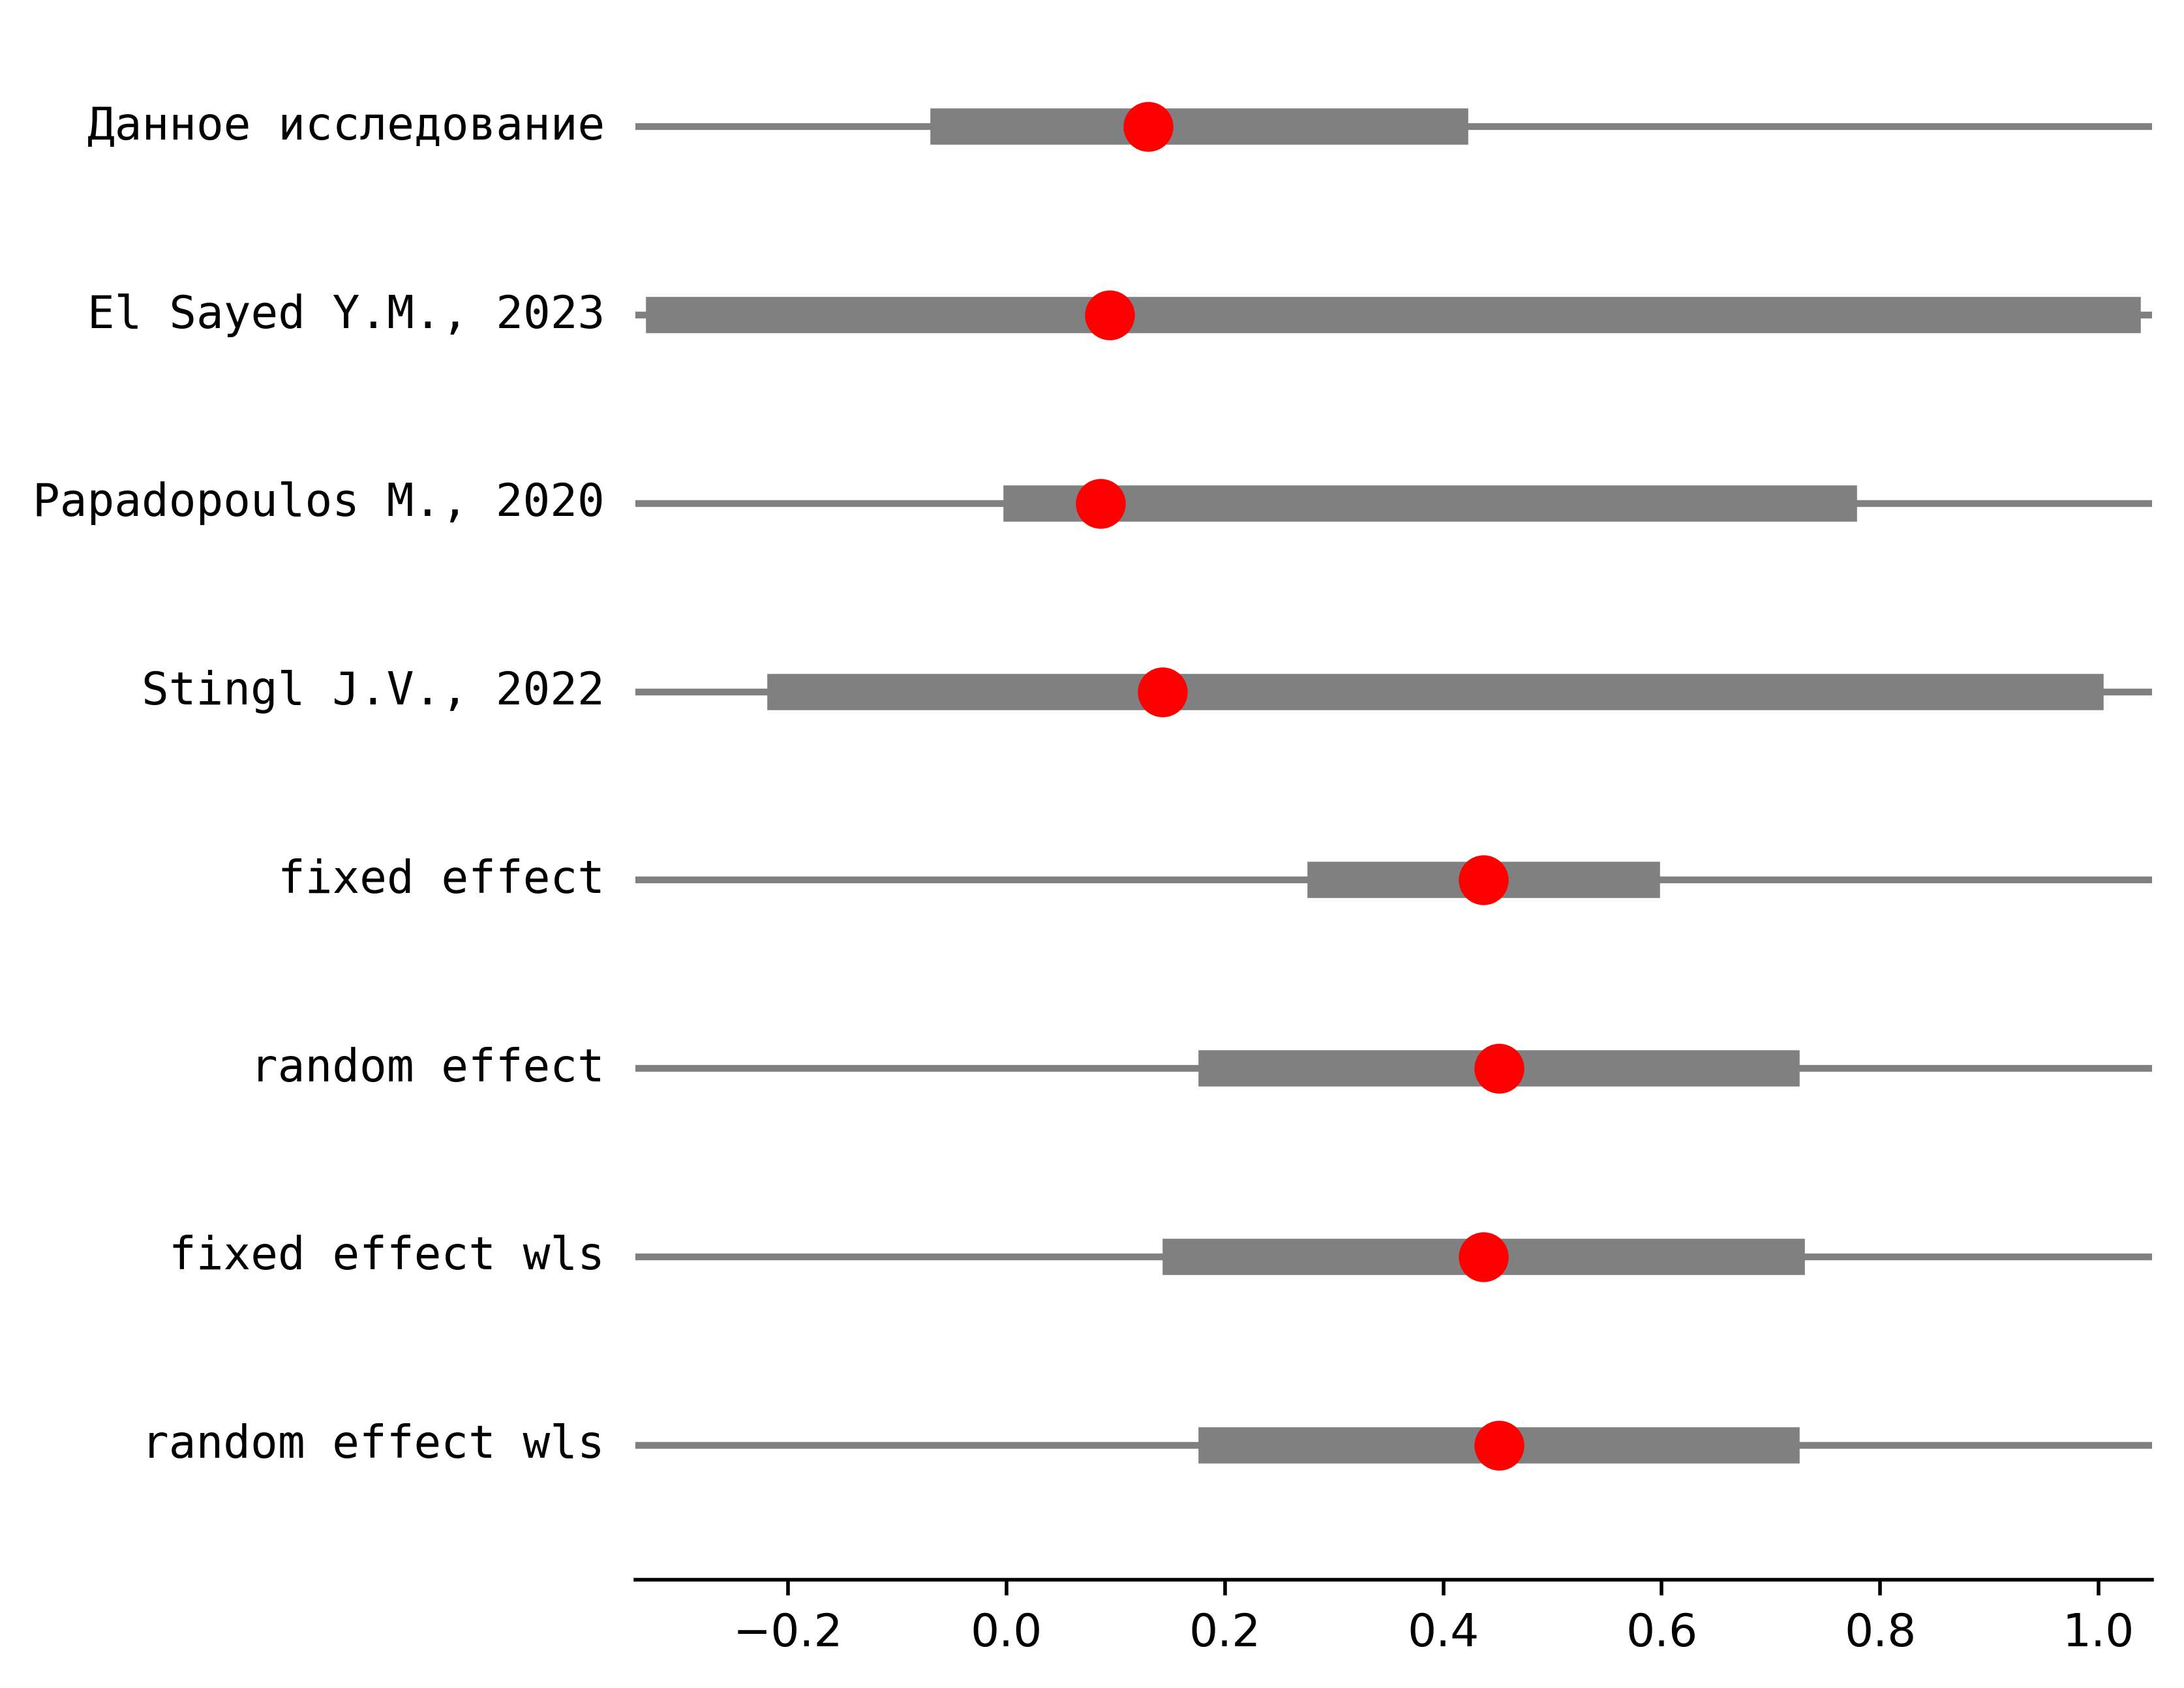 Данное исследование
El Sayed Y.M., 2023
Papadopoulos M., 2020
Stingl J.V., 2022
fixed effect
random effect
fixed effect wls
random effect wls
−0.2 0.0 0.2 0.4 0.6 0.8 1.0